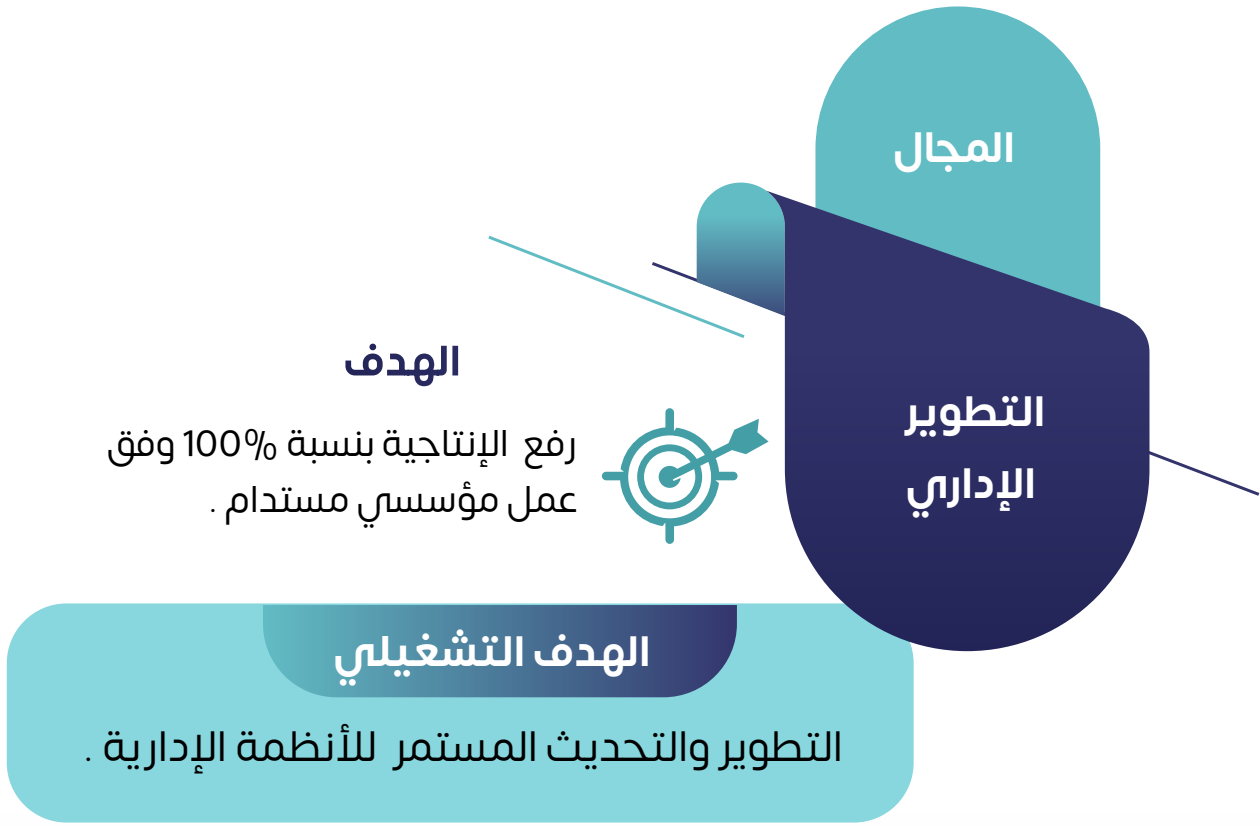 المجال
التطوير
الإداري
الهدف
رفع الإنتاجية بنسبة %100 وفق
عمل مؤسسي مستدام .
الهدف التشغيلي
التطوير والتحديث المستمر للأنظمة الإدارية .